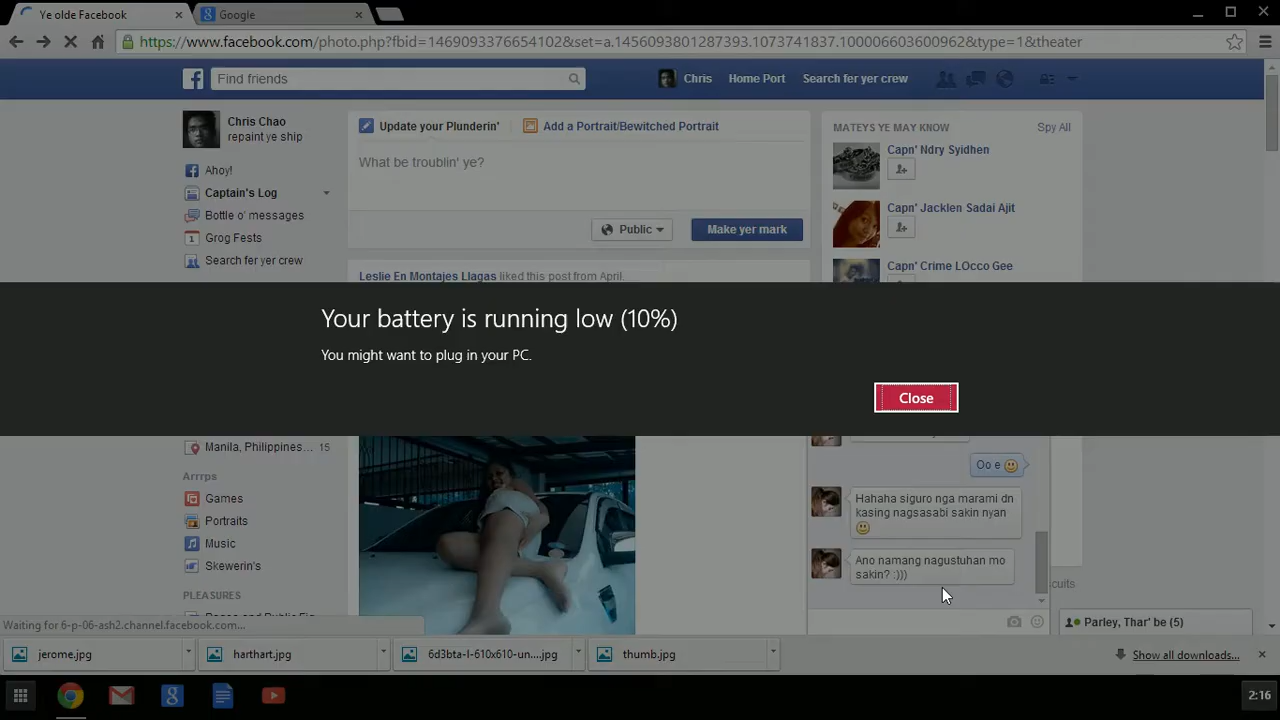 Ye olde Facebook
Google
https://www.facebook.com/photo.php?fbid=1469093376654102&set=a.1456093801287393.1073741837.100006603600962&type=1&theater
Find friends
Chris
Home Port
Search fer yer crew
Chris Chao
repaint ye ship
Ahoy!
Captain's Log
Bottle o' messages
Grog Fests
Search fer yer crew
Update your Plunderin'
Add a Portrait/Bewitched Portrait
What be troublin' ye?
Public
Make yer mark
Leslie En Montajes Llagas liked this post from April.
MATEYS YE MAY KNOW
Spy All
Capn' Ndry Syidhen
Capn' Jacklen Sadai Ajit
Capn' Crime LOcco Gee
Your battery is running low (10%)
You might want to plug in your PC.
Close
Manila, Philippines... 15
Arrrps
Games
Portraits
Music
Skewerin's
PLEASURES
Oo e
Hahaha siguro nga marami dn
kasing nagsasabi sakin nyan
Ano namang nagustuhan mo
sakin? :)))
Parley, Thar' be (5)
Waiting for 6-p-06-ash2.channel.facebook.com...
jerome.jpg
harthart.jpg
6d3bta-l-610x610-un....jpg
thumb.jpg
Show all downloads...
2:16